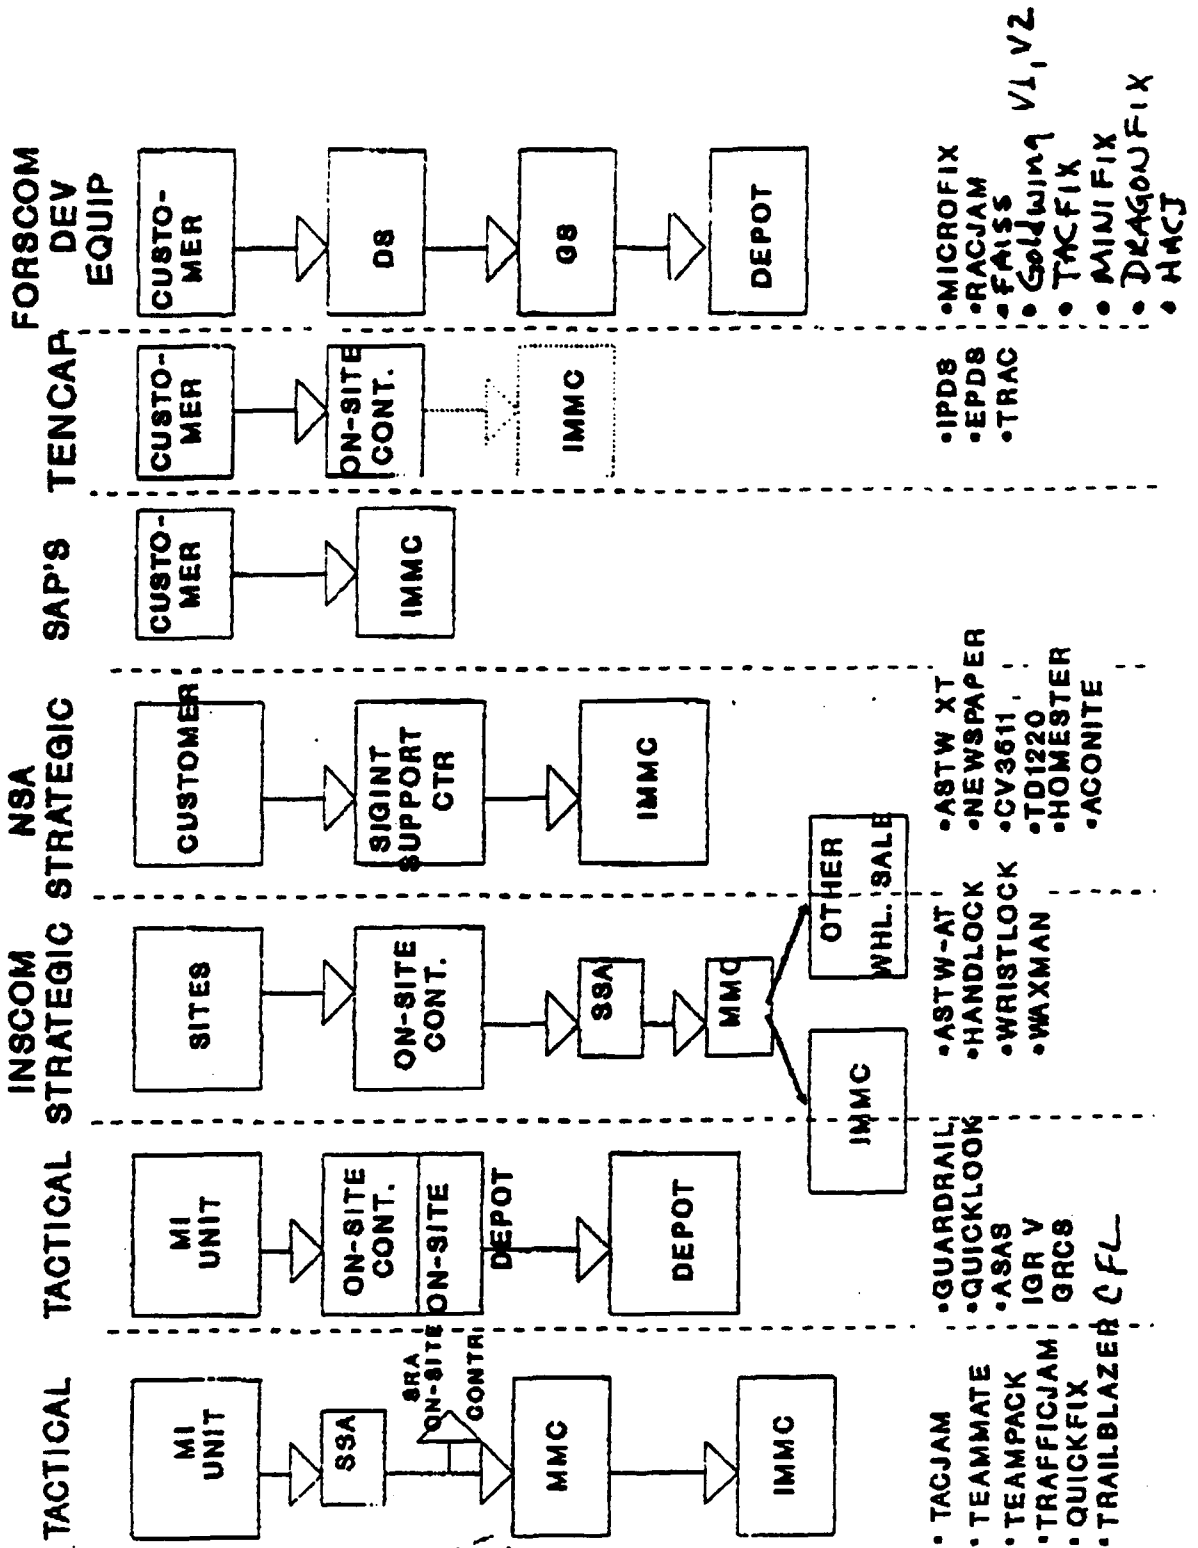 TACTICAL
MI
UNIT
SSA
SRA
ON-SITE
CONTR
MMC
IMMC
• TACJAM
• TEAMMATE
• TEAMPACK
• TRAFFICJAM
• QUICKFIX
• TRAILBLAZER
TACTICAL
MI
UNIT
ON-SITE
CONT.
ON-SITE
DEPOT
DEPOT
• GUARDRAIL
• QUICKLOOK
• ASAS
IGR V
GRCS
CFL
INSCOM
STRATEGIC
SITES
ON-SITE
CONT.
SSA
MMC
IMMC
OTHER
WHL. SALE
• ASTW-AT
• HANDLOCK
• WRISTLOCK
• WAXMAN
NSA
STRATEGIC
CUSTOMER
SIGINT
SUPPORT
CTR
IMMC
• ASTW XT
• NEWSPAPER
• CV3511
• TD1220
• HOMESTER
• ACONITE
SAP'S
CUSTO-
MER
IMMC
TENCAP
CUSTO-
MER
ON-SITE
CONT.
IMMC
• IPDS
• EPDS
• TRAC
FORSCOM
DEV
EQUIP
CUSTO-
MER
DS
GS
DEPOT
• MICROFIX
• RACJAM
• FAISS
• Goldwing V1, V2
• TACFIX
• MINIFIX
• DRAGONFIX
• HACJ